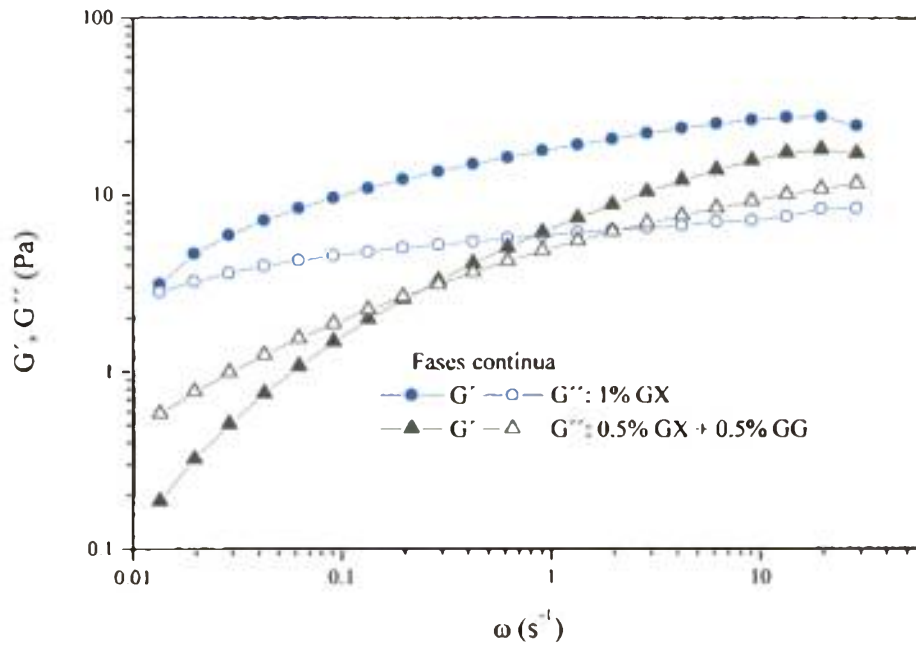 100
10
1
0.1
G´, G´´ (Pa)
Fases continua
G´ G´´: 1% GX
G´ G´´: 0.5% GX + 0.5% GG
0.01 0.1 1 10
ω (s⁻¹)